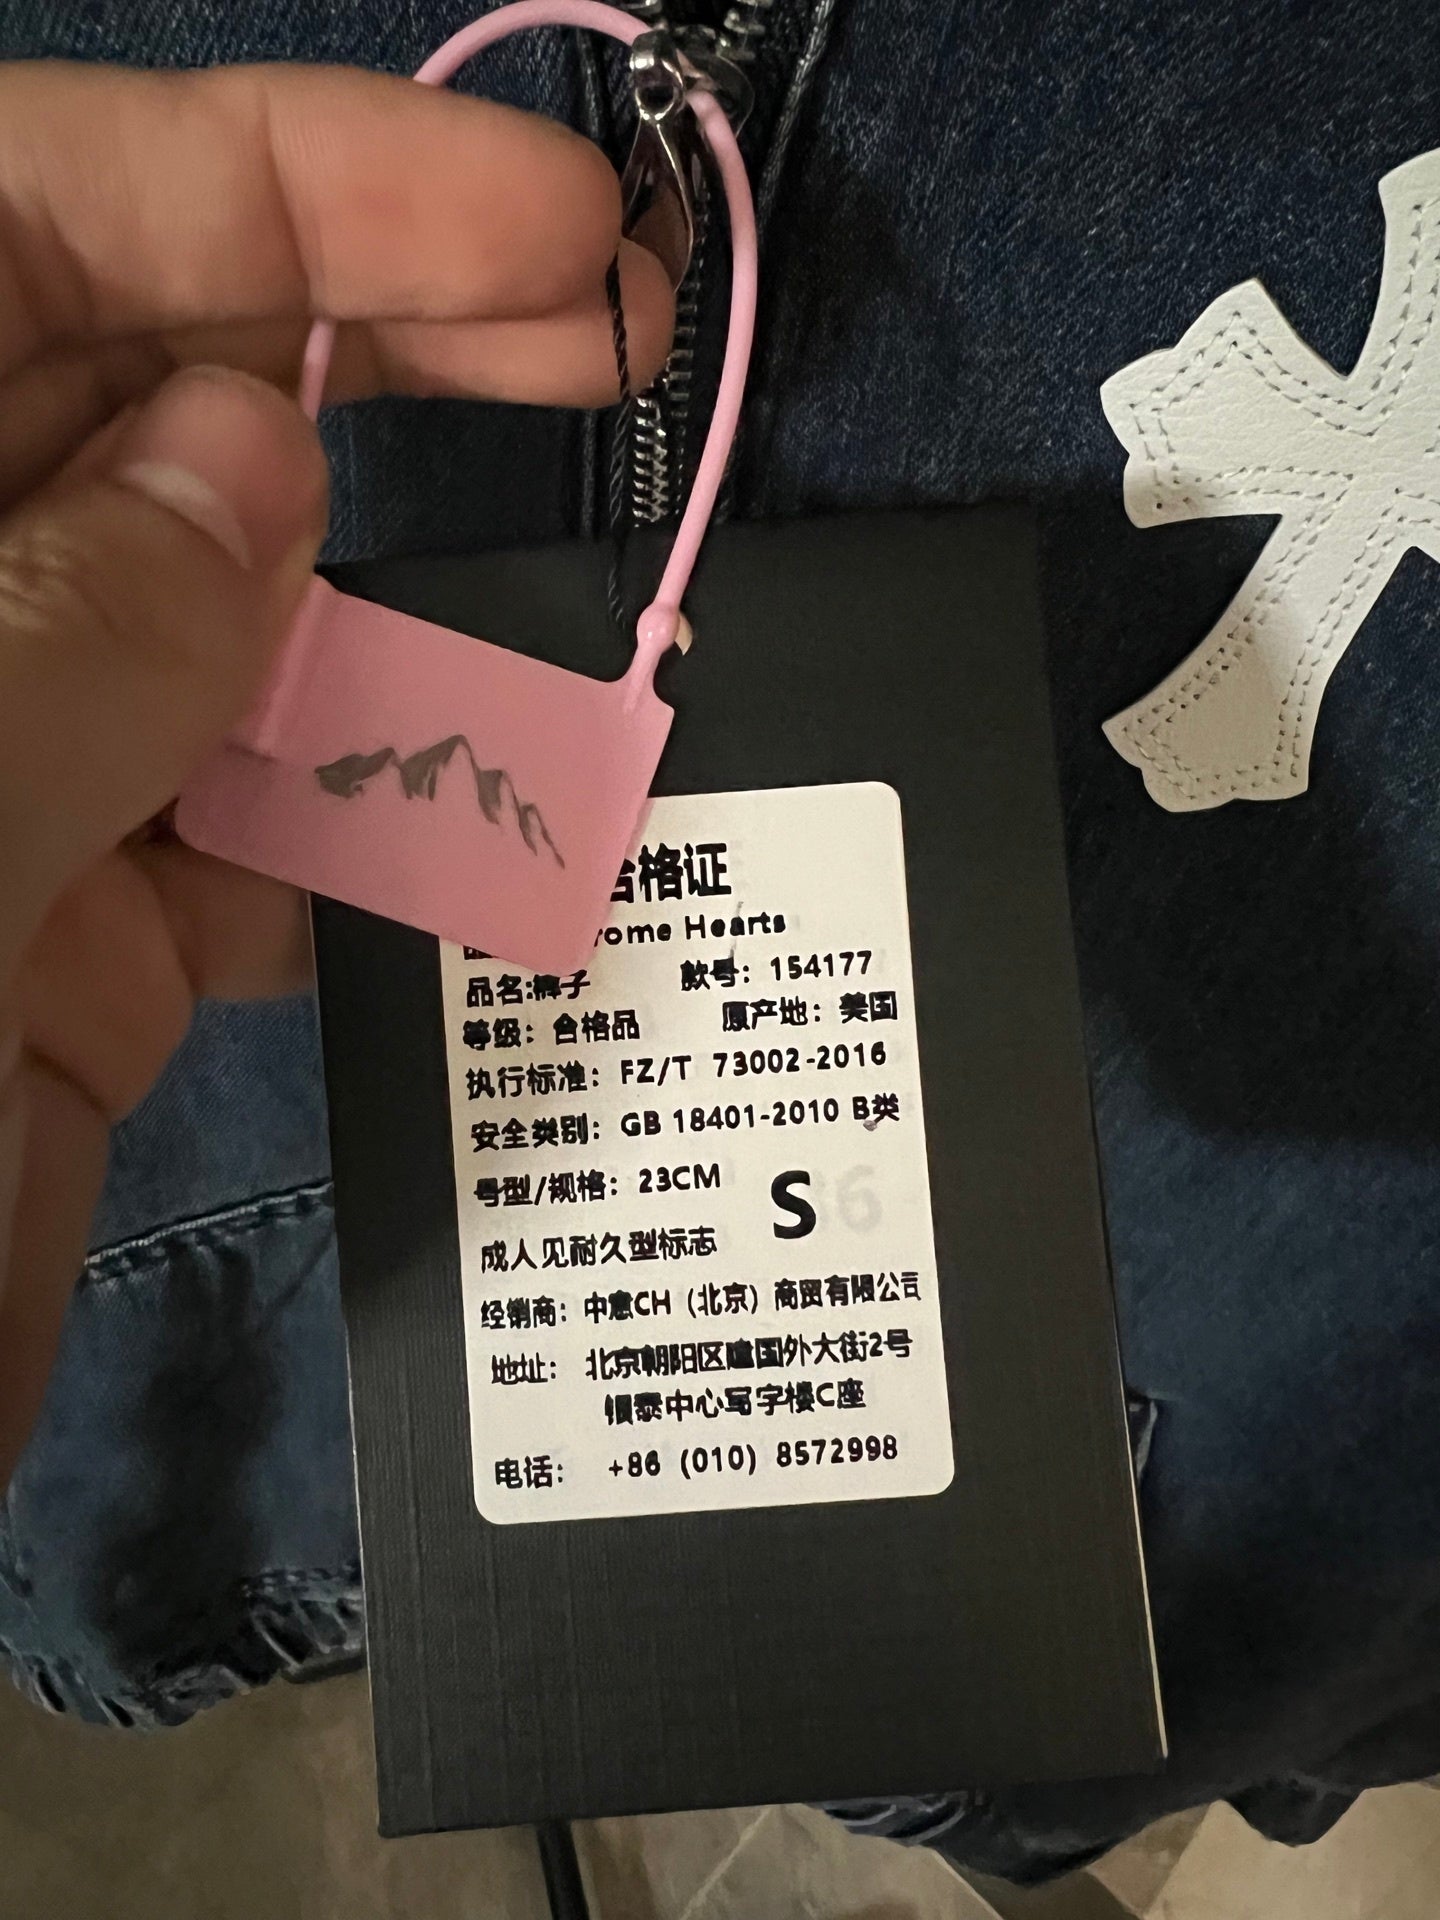 合格证
rome Hearts
品名:裤子 款号: 154177
等级: 合格品 原产地: 美国
执行标准: FZ/T 73002-2016
安全类别: GB 18401-2010 B类
号型/规格: 23CM S
成人见耐久型标志
经销商: 中意CH (北京) 商贸有限公司
地址: 北京朝阳区建国外大街2号
银泰中心写字楼C座
电话: +86 (010) 8572998